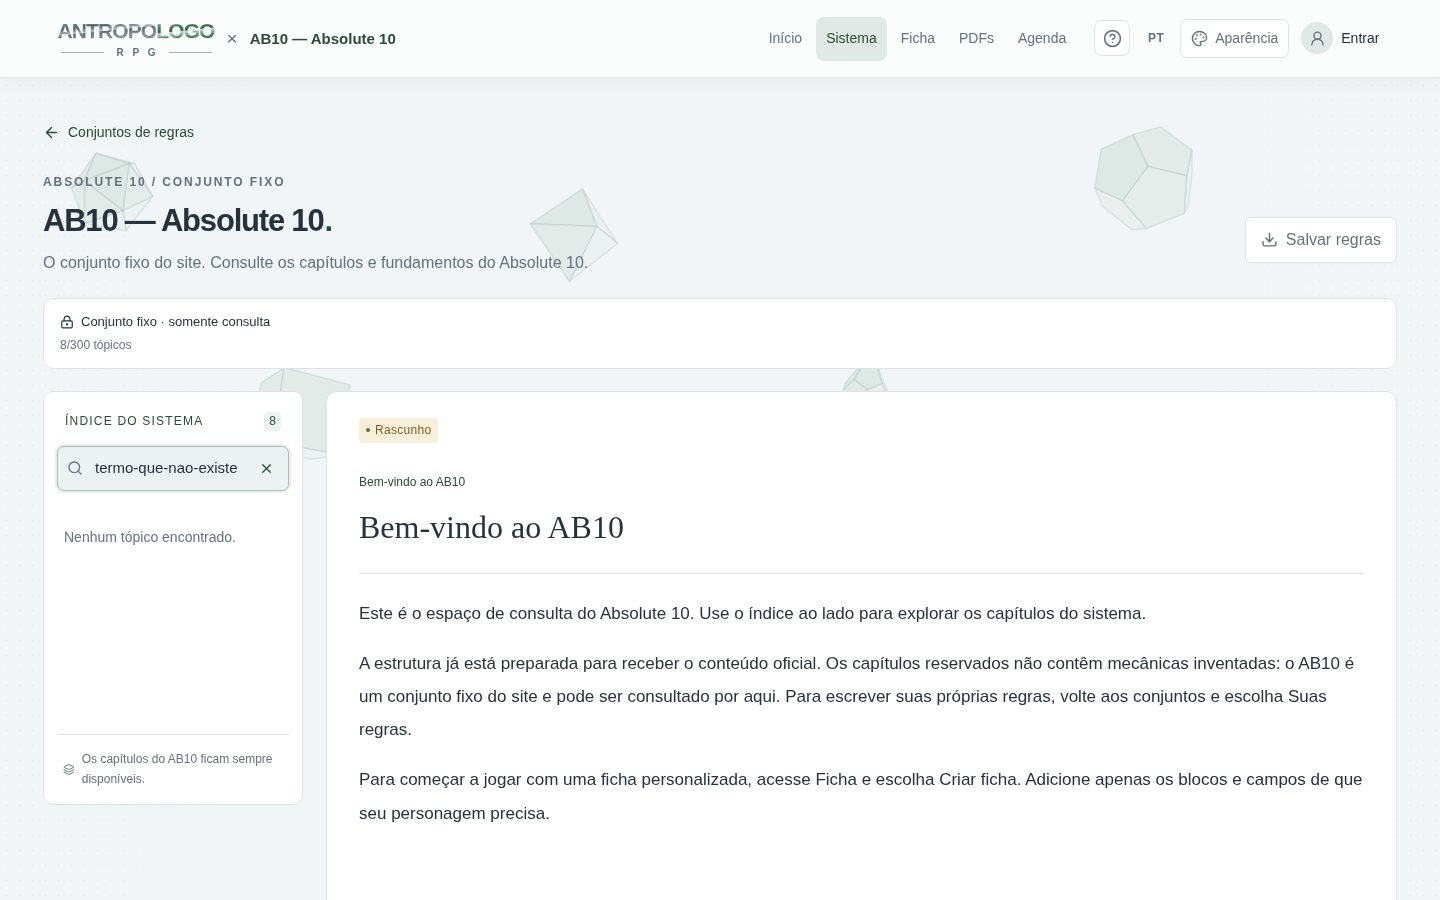 ANTROPOLOGO
RPG
× AB10 — Absolute 10
Início Sistema Ficha PDFs Agenda PT Aparência Entrar
Conjuntos de regras
ABSOLUTE 10 / CONJUNTO FIXO
AB10 — Absolute 10.
O conjunto fixo do site. Consulte os capítulos e fundamentos do Absolute 10.
Salvar regras
Conjunto fixo · somente consulta
8/300 tópicos
ÍNDICE DO SISTEMA 8
termo-que-nao-existe
Nenhum tópico encontrado.
Os capítulos do AB10 ficam sempre
disponíveis.
• Rascunho
Bem-vindo ao AB10
Bem-vindo ao AB10
Este é o espaço de consulta do Absolute 10. Use o índice ao lado para explorar os capítulos do sistema.
A estrutura já está preparada para receber o conteúdo oficial. Os capítulos reservados não contêm mecânicas inventadas: o AB10 é
um conjunto fixo do site e pode ser consultado por aqui. Para escrever suas próprias regras, volte aos conjuntos e escolha Suas
regras.
Para começar a jogar com uma ficha personalizada, acesse Ficha e escolha Criar ficha. Adicione apenas os blocos e campos de que
seu personagem precisa.